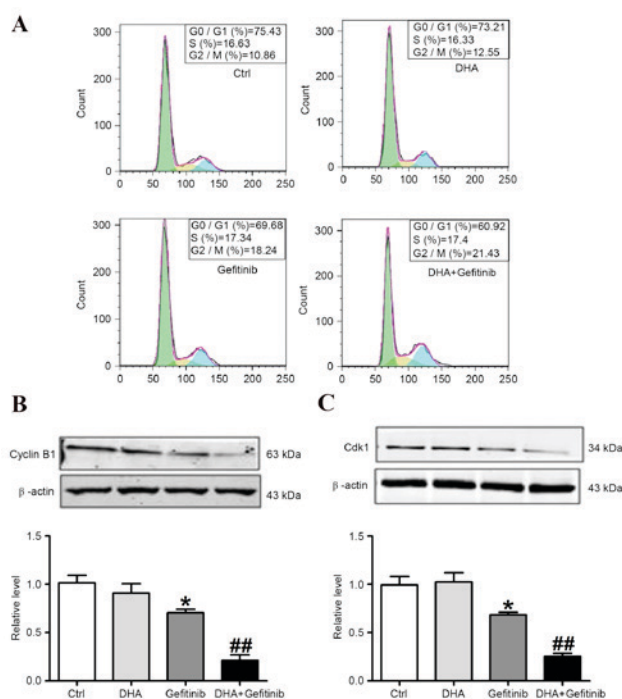 A
G0 / G1 (%)=75.43
S (%)=16.63
G2 / M (%)=10.86
Ctrl
Count
300
200
100
0
0 50 100 150 200 250
G0 / G1 (%)=73.21
S (%)=16.33
G2 / M (%)=12.55
DHA
Count
300
200
100
0
0 50 100 150 200 250
G0 / G1 (%)=69.68
S (%)=17.34
G2 / M (%)=18.24
Gefitinib
Count
300
200
100
0
0 50 100 150 200 250
G0 / G1 (%)=60.92
S (%)=17.4
G2 / M (%)=21.43
DHA+Gefitinib
Count
300
200
100
0
0 50 100 150 200 250
B
Cyclin B1 63 kDa
β-actin 43 kDa
Relative level
1.5
1.0
0.5
0.0
*
##
Ctrl DHA Gefitinib DHA+Gefitinib
C
Cdk1 34 kDa
β-actin 43 kDa
Relative level
1.5
1.0
0.5
0.0
*
##
Ctrl DHA Gefitinib DHA+Gefitinib